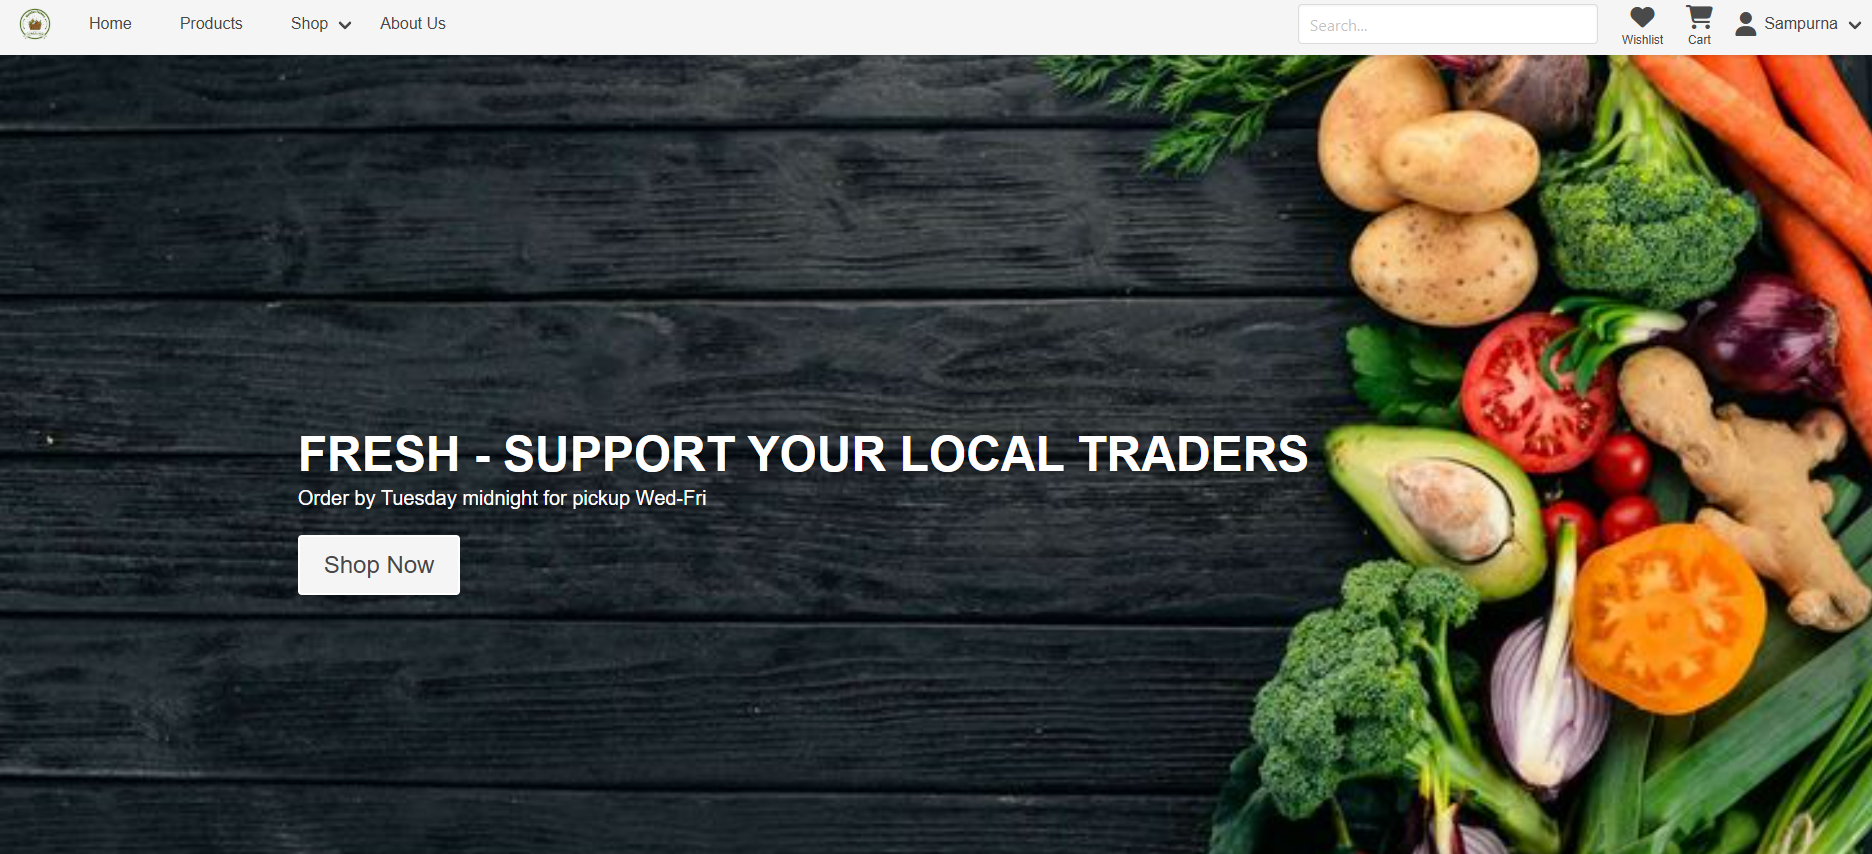 Home Products Shop About Us Search... Wishlist Cart Sampurna
FRESH - SUPPORT YOUR LOCAL TRADERS
Order by Tuesday midnight for pickup Wed-Fri
Shop Now